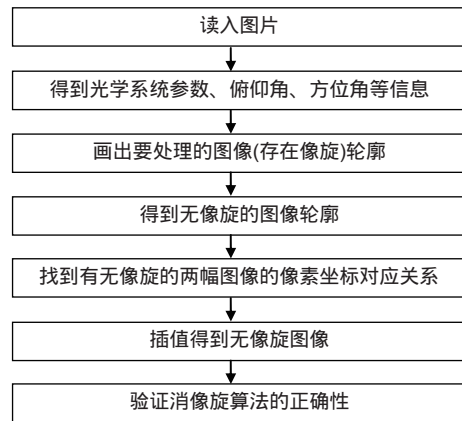 读入图片
得到光学系统参数、俯仰角、方位角等信息
画出要处理的图像(存在像旋)轮廓
得到无像旋的图像轮廓
找到有无像旋的两幅图像的像素坐标对应关系
插值得到无像旋图像
验证消像旋算法的正确性